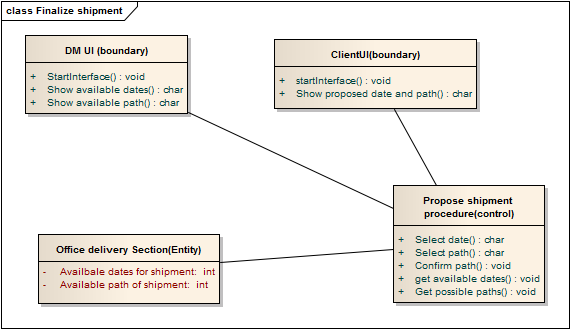 class Finalize shipment
DM UI (boundary)
+ StartInterface() : void
+ Show available dates() : char
+ Show available path() : char
ClientUI(boundary)
+ startInterface() : void
+ Show proposed date and path() : char
Propose shipment
procedure(control)
+ Select date() : char
+ Select path() : char
+ Confirm path() : void
+ get available dates() : void
+ Get possible paths() : void
Office delivery Section(Entity)
- Availbale dates for shipment: int
- Available path of shipment: int